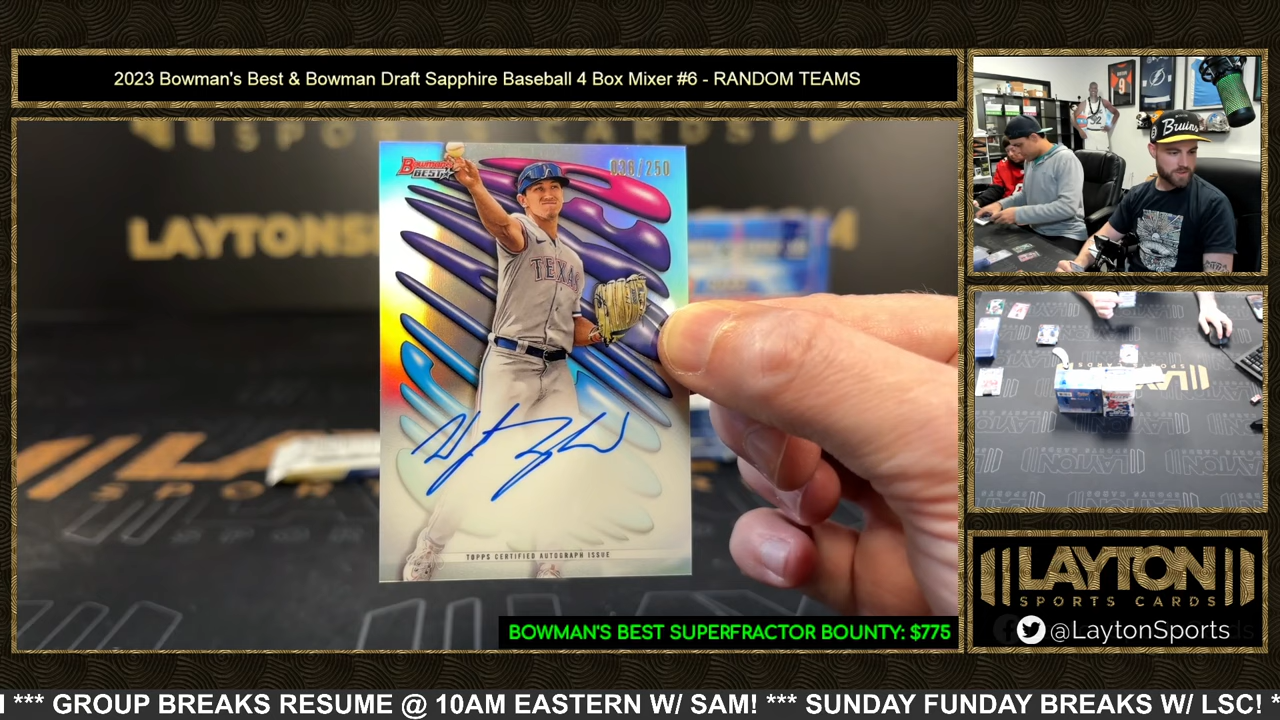 2023 Bowman's Best & Bowman Draft Sapphire Baseball 4 Box Mixer #6 - RANDOM TEAMS
BOWMAN'S BEST
038/250
TEXAS
TOPPS CERTIFIED AUTOGRAPH ISSUE
BOWMAN'S BEST SUPERFRACTOR BOUNTY: $775
Bruins
LAYTON
SPORTS CARDS
@LaytonSports
*** GROUP BREAKS RESUME @ 10AM EASTERN W/ SAM! *** SUNDAY FUNDAY BREAKS W/ LSC! *